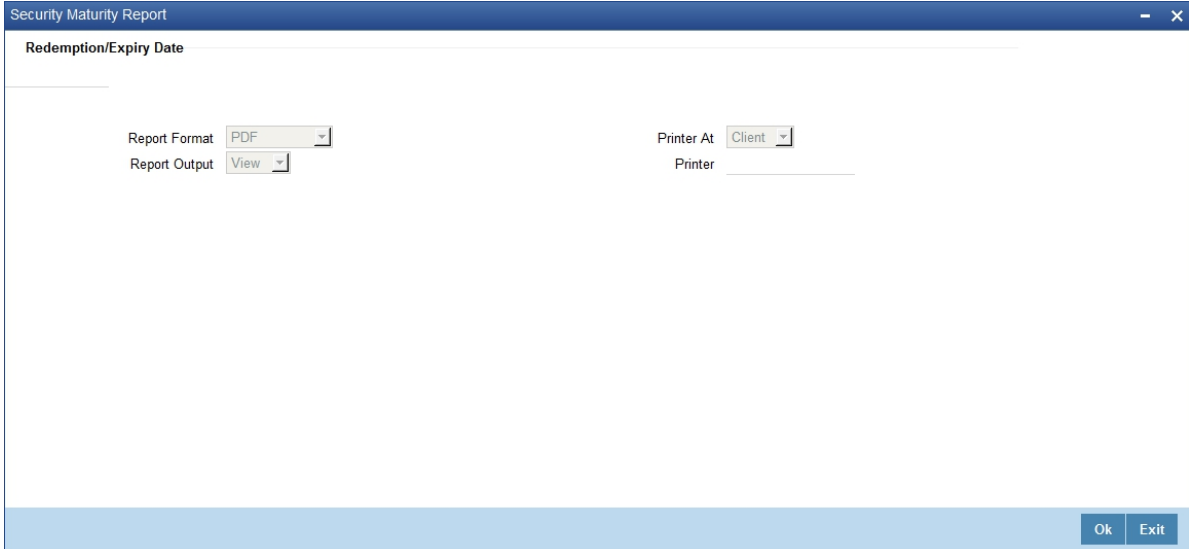 Security Maturity Report
Redemption/Expiry Date
Report Format PDF Printer At Client
Report Output View Printer
Ok Exit